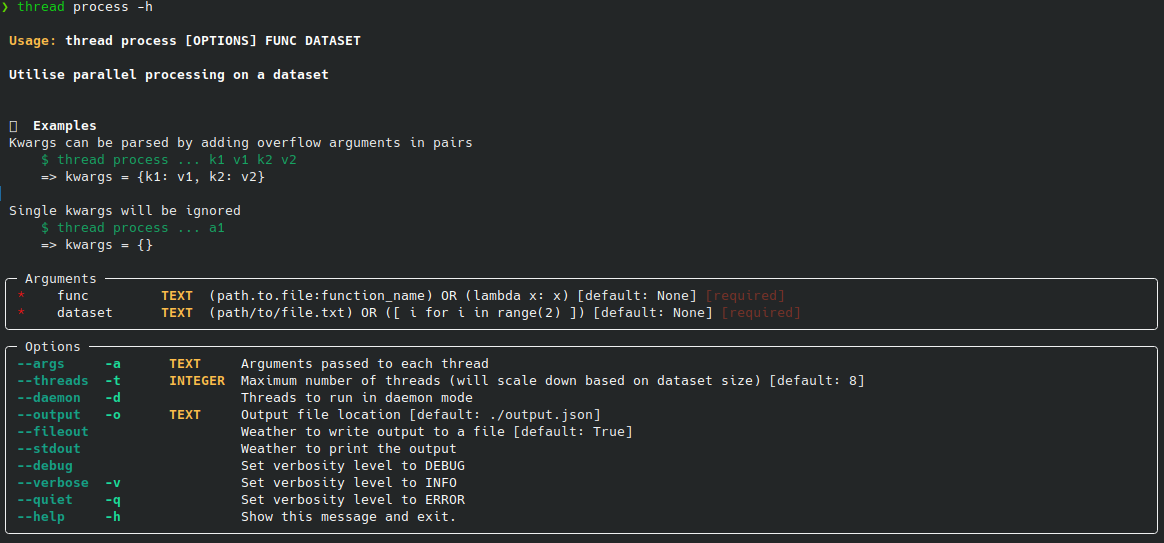 ❯ thread process -h
Usage: thread process [OPTIONS] FUNC DATASET
Utilise parallel processing on a dataset
Examples
Kwargs can be parsed by adding overflow arguments in pairs
$ thread process ... k1 v1 k2 v2
=> kwargs = {k1: v1, k2: v2}
Single kwargs will be ignored
$ thread process ... a1
=> kwargs = {}
Arguments
* func TEXT (path.to.file:function_name) OR (lambda x: x) [default: None] [required]
* dataset TEXT (path/to/file.txt) OR ([ i for i in range(2) ]) [default: None] [required]
Options
--args -a TEXT Arguments passed to each thread
--threads -t INTEGER Maximum number of threads (will scale down based on dataset size) [default: 8]
--daemon -d Threads to run in daemon mode
--output -o TEXT Output file location [default: ./output.json]
--fileout Weather to write output to a file [default: True]
--stdout Weather to print the output
--debug Set verbosity level to DEBUG
--verbose -v Set verbosity level to INFO
--quiet -q Set verbosity level to ERROR
--help -h Show this message and exit.